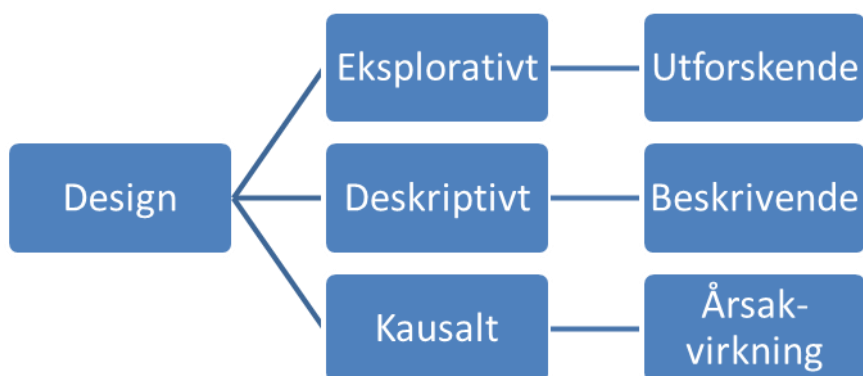 Eksplorativt
Utforskende
Design
Deskriptivt
Beskrivende
Kausalt
Årsak-
virkning